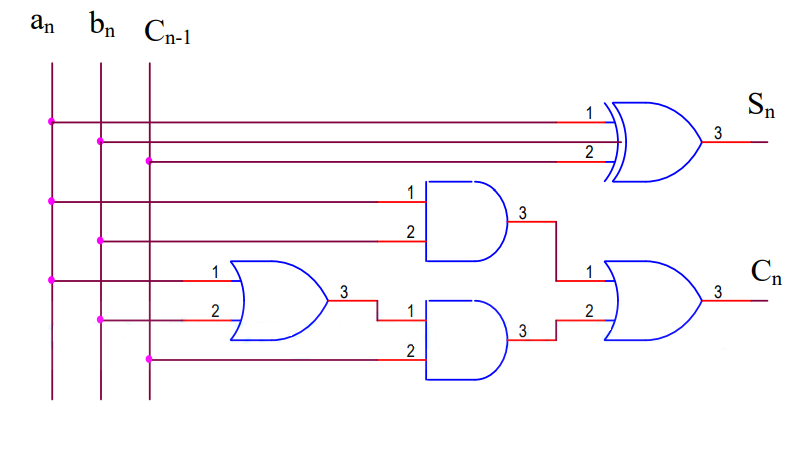 an bn Cn-1
1 3 Sn
2
1 3
2
1 3 1 3 Cn
2 1 3 2
2